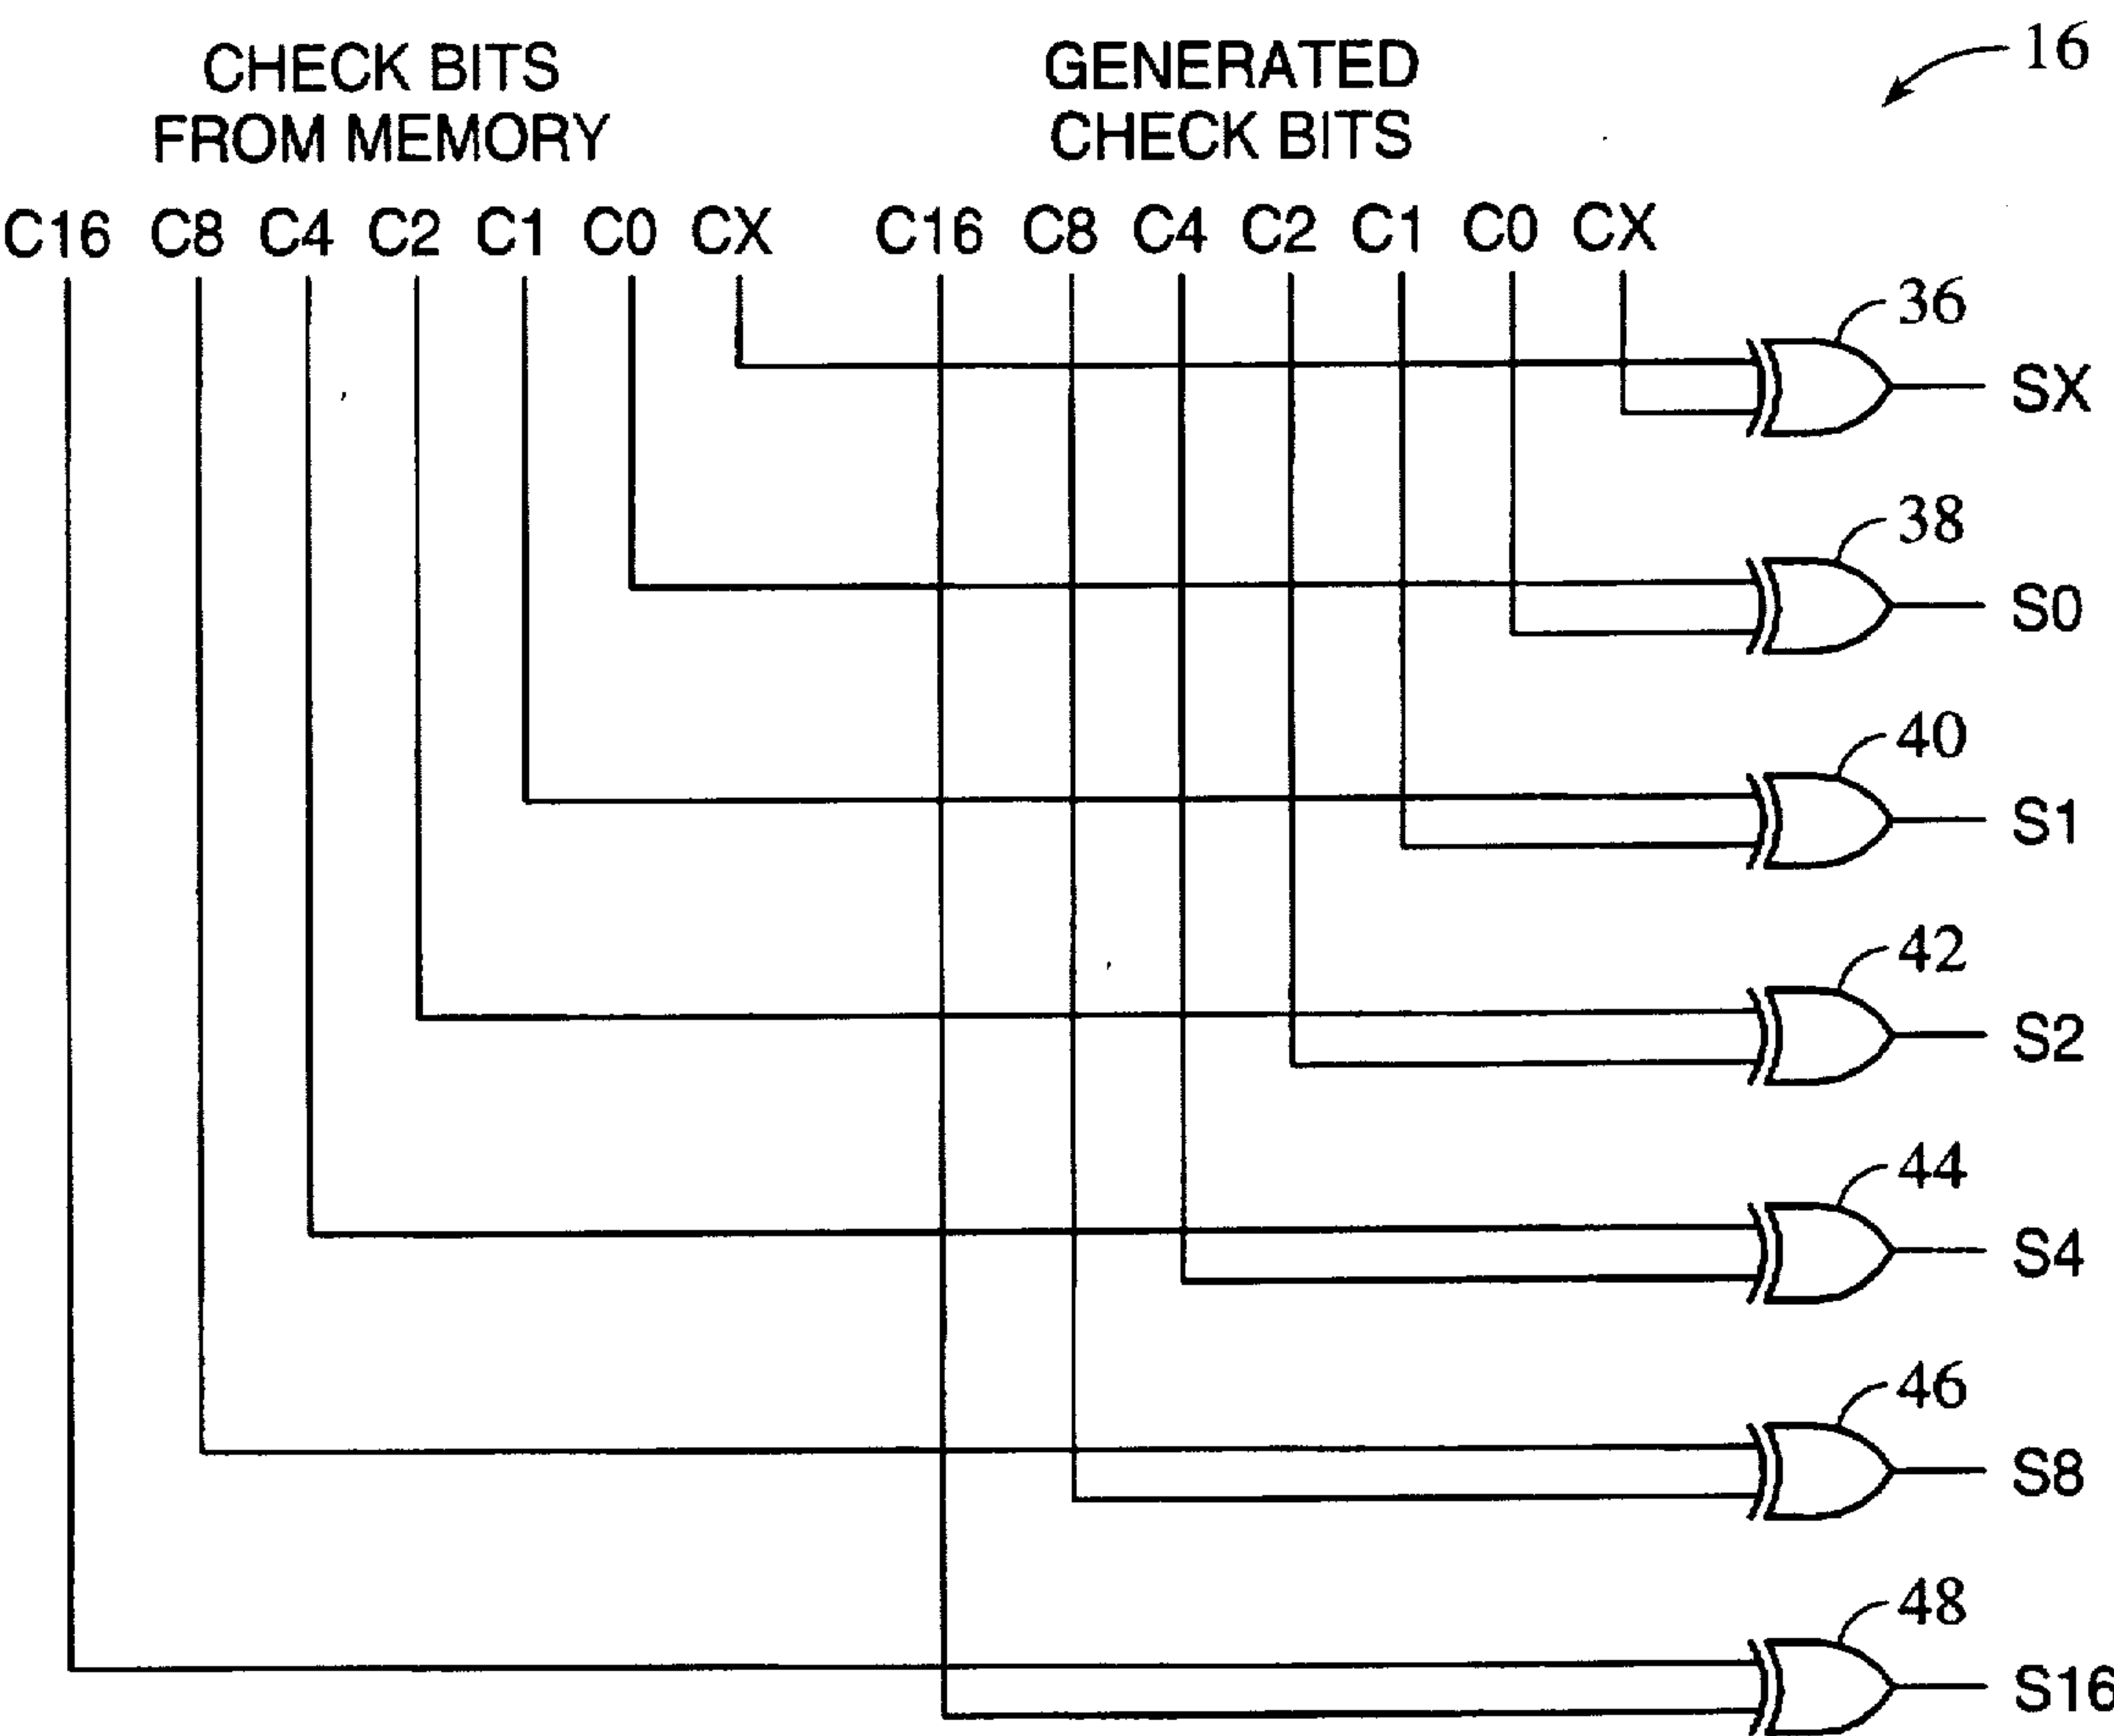 16
CHECK BITS
FROM MEMORY
GENERATED
CHECK BITS
C16 C8 C4 C2 C1 C0 CX
C16 C8 C4 C2 C1 C0 CX
36
SX
38
S0
40
S1
42
S2
44
S4
46
S8
48
S16